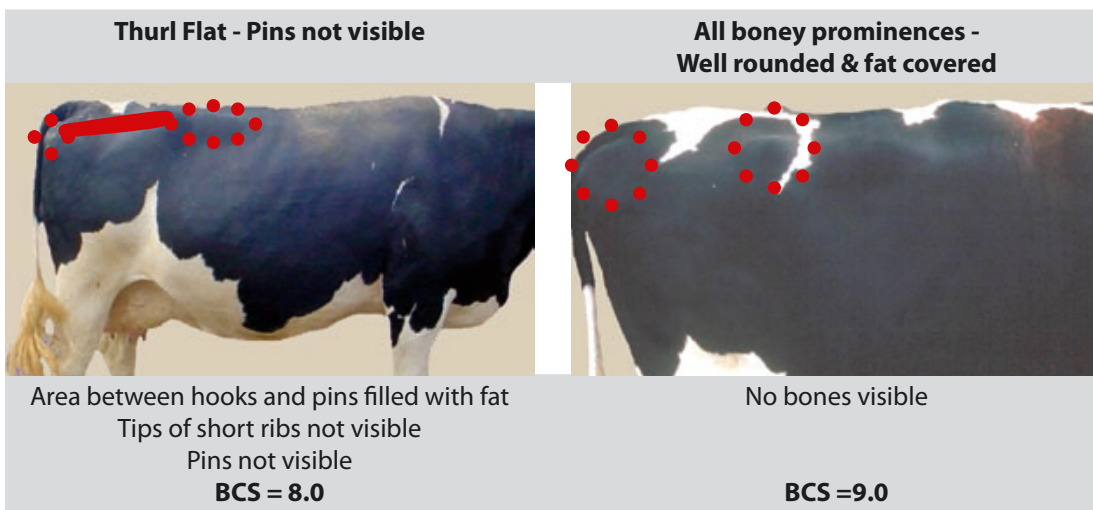 Thurl Flat - Pins not visible
Area between hooks and pins filled with fat
Tips of short ribs not visible
Pins not visible
BCS = 8.0
All boney prominences -
Well rounded & fat covered
No bones visible
BCS =9.0